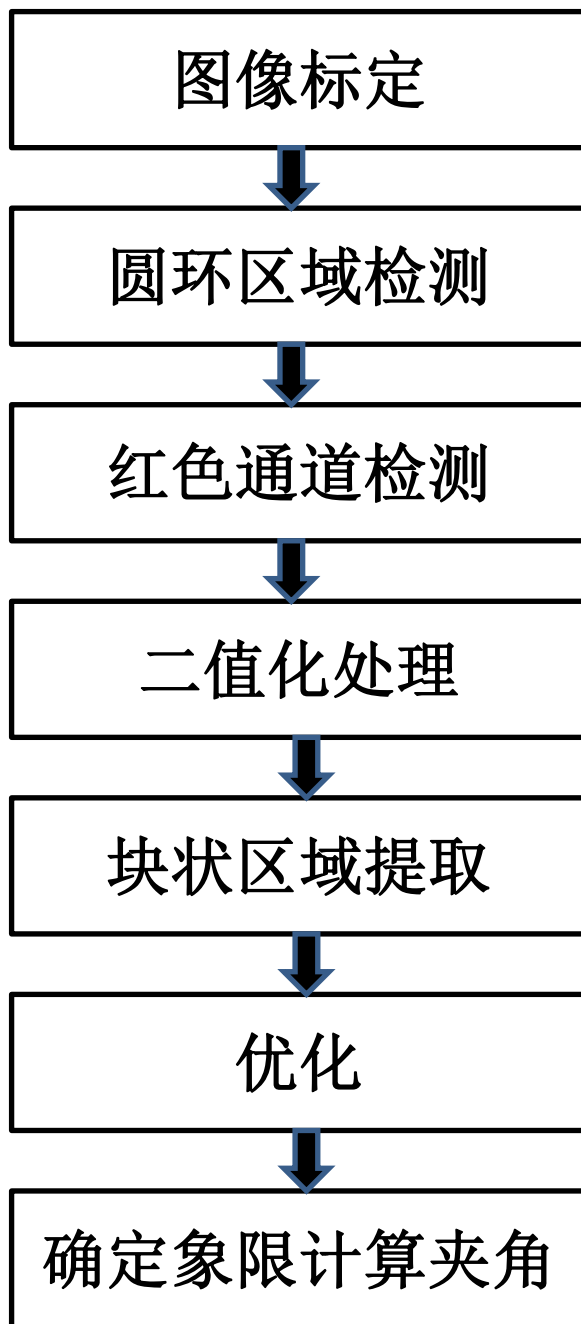 图像标定
圆环区域检测
红色通道检测
二值化处理
块状区域提取
优化
确定象限计算夹角